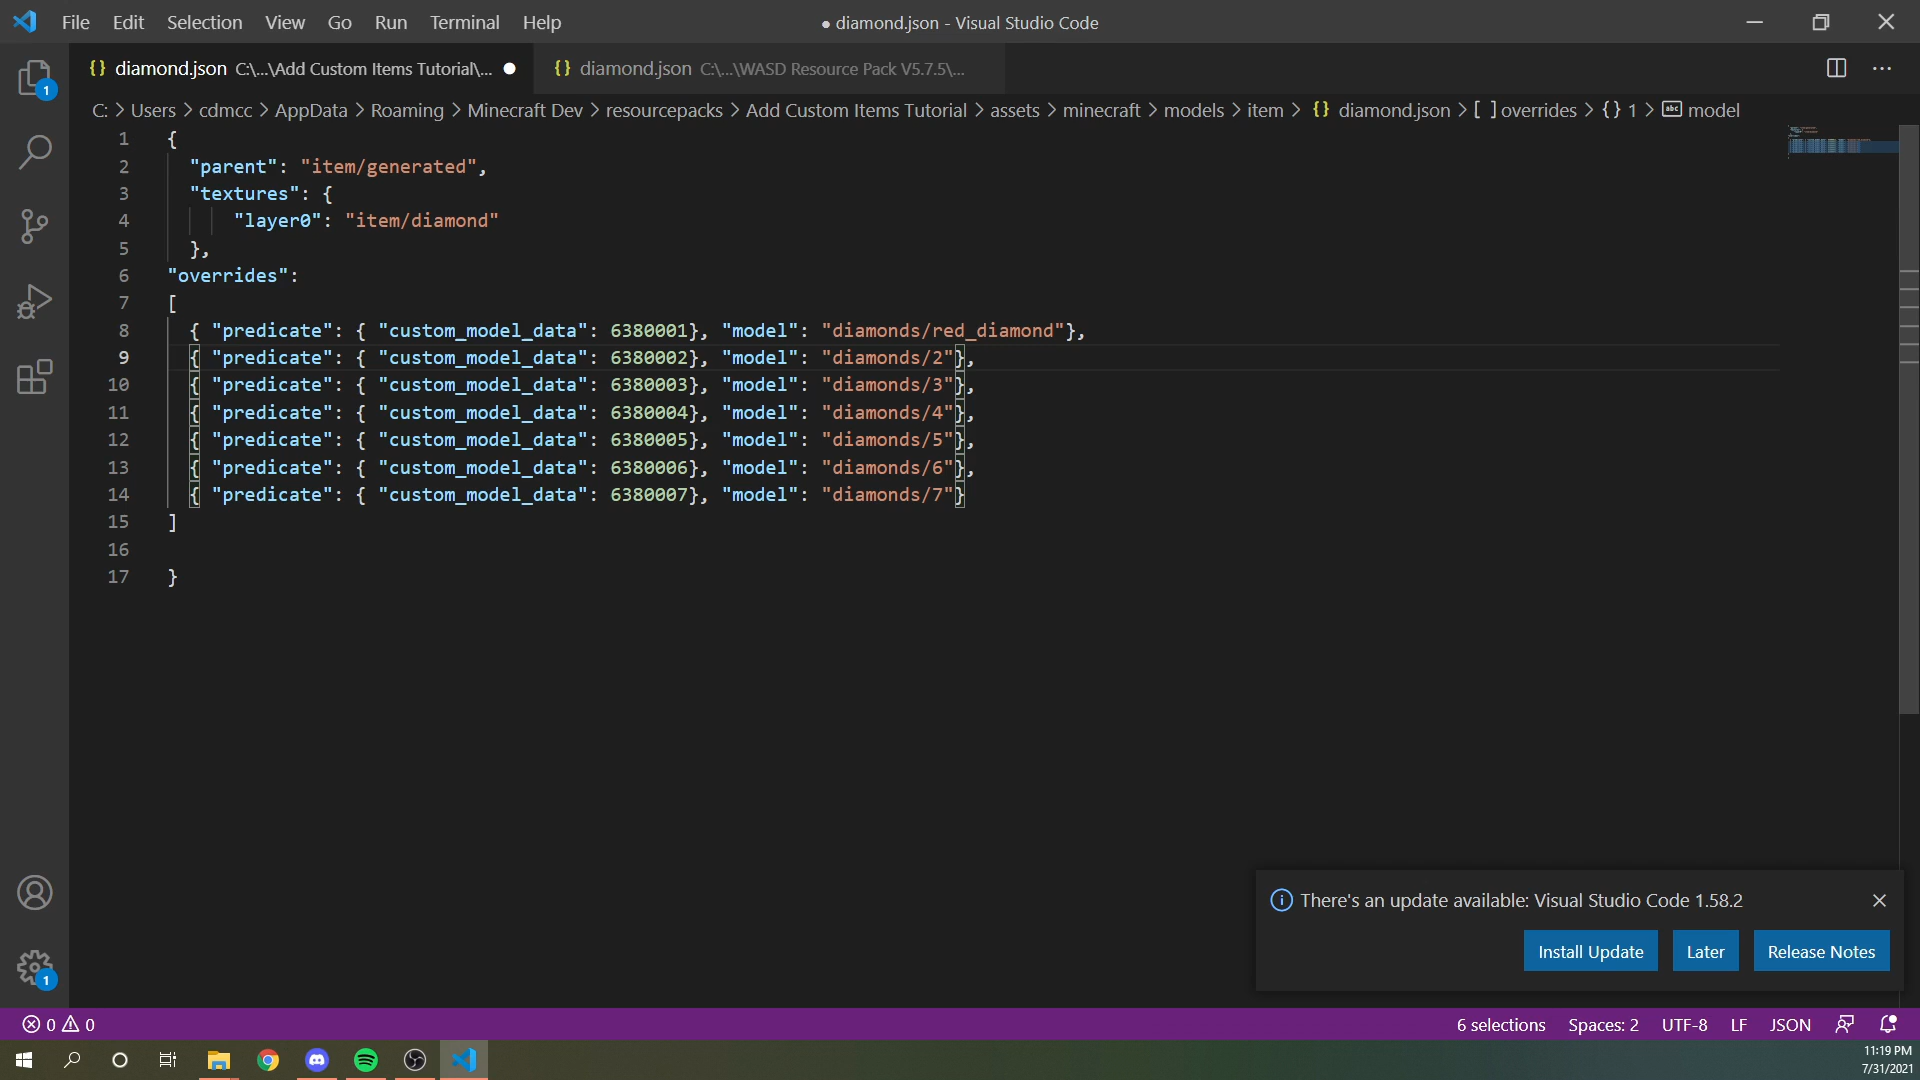 File Edit Selection View Go Run Terminal Help
● diamond.json - Visual Studio Code
{} diamond.json C:\...\Add Custom Items Tutorial\... ●
{} diamond.json C:\...\WASD Resource Pack V5.7.5\...
C: > Users > cdmcc > AppData > Roaming > Minecraft Dev > resourcepacks > Add Custom Items Tutorial > assets > minecraft > models > item > {} diamond.json > [ ] overrides > {} 1 > abc model
1 {
2 "parent": "item/generated",
3 "textures": {
4 "layer0": "item/diamond"
5 },
6 "overrides":
7 [
8 { "predicate": { "custom_model_data": 6380001}, "model": "diamonds/red_diamond"},
9 { "predicate": { "custom_model_data": 6380002}, "model": "diamonds/2"},
10 { "predicate": { "custom_model_data": 6380003}, "model": "diamonds/3"},
11 { "predicate": { "custom_model_data": 6380004}, "model": "diamonds/4"},
12 { "predicate": { "custom_model_data": 6380005}, "model": "diamonds/5"},
13 { "predicate": { "custom_model_data": 6380006}, "model": "diamonds/6"},
14 { "predicate": { "custom_model_data": 6380007}, "model": "diamonds/7"}
15 ]
16
17 }
1
1
There's an update available: Visual Studio Code 1.58.2
Install Update
Later
Release Notes
0 0
6 selections Spaces: 2 UTF-8 LF JSON
11:19 PM
7/31/2021